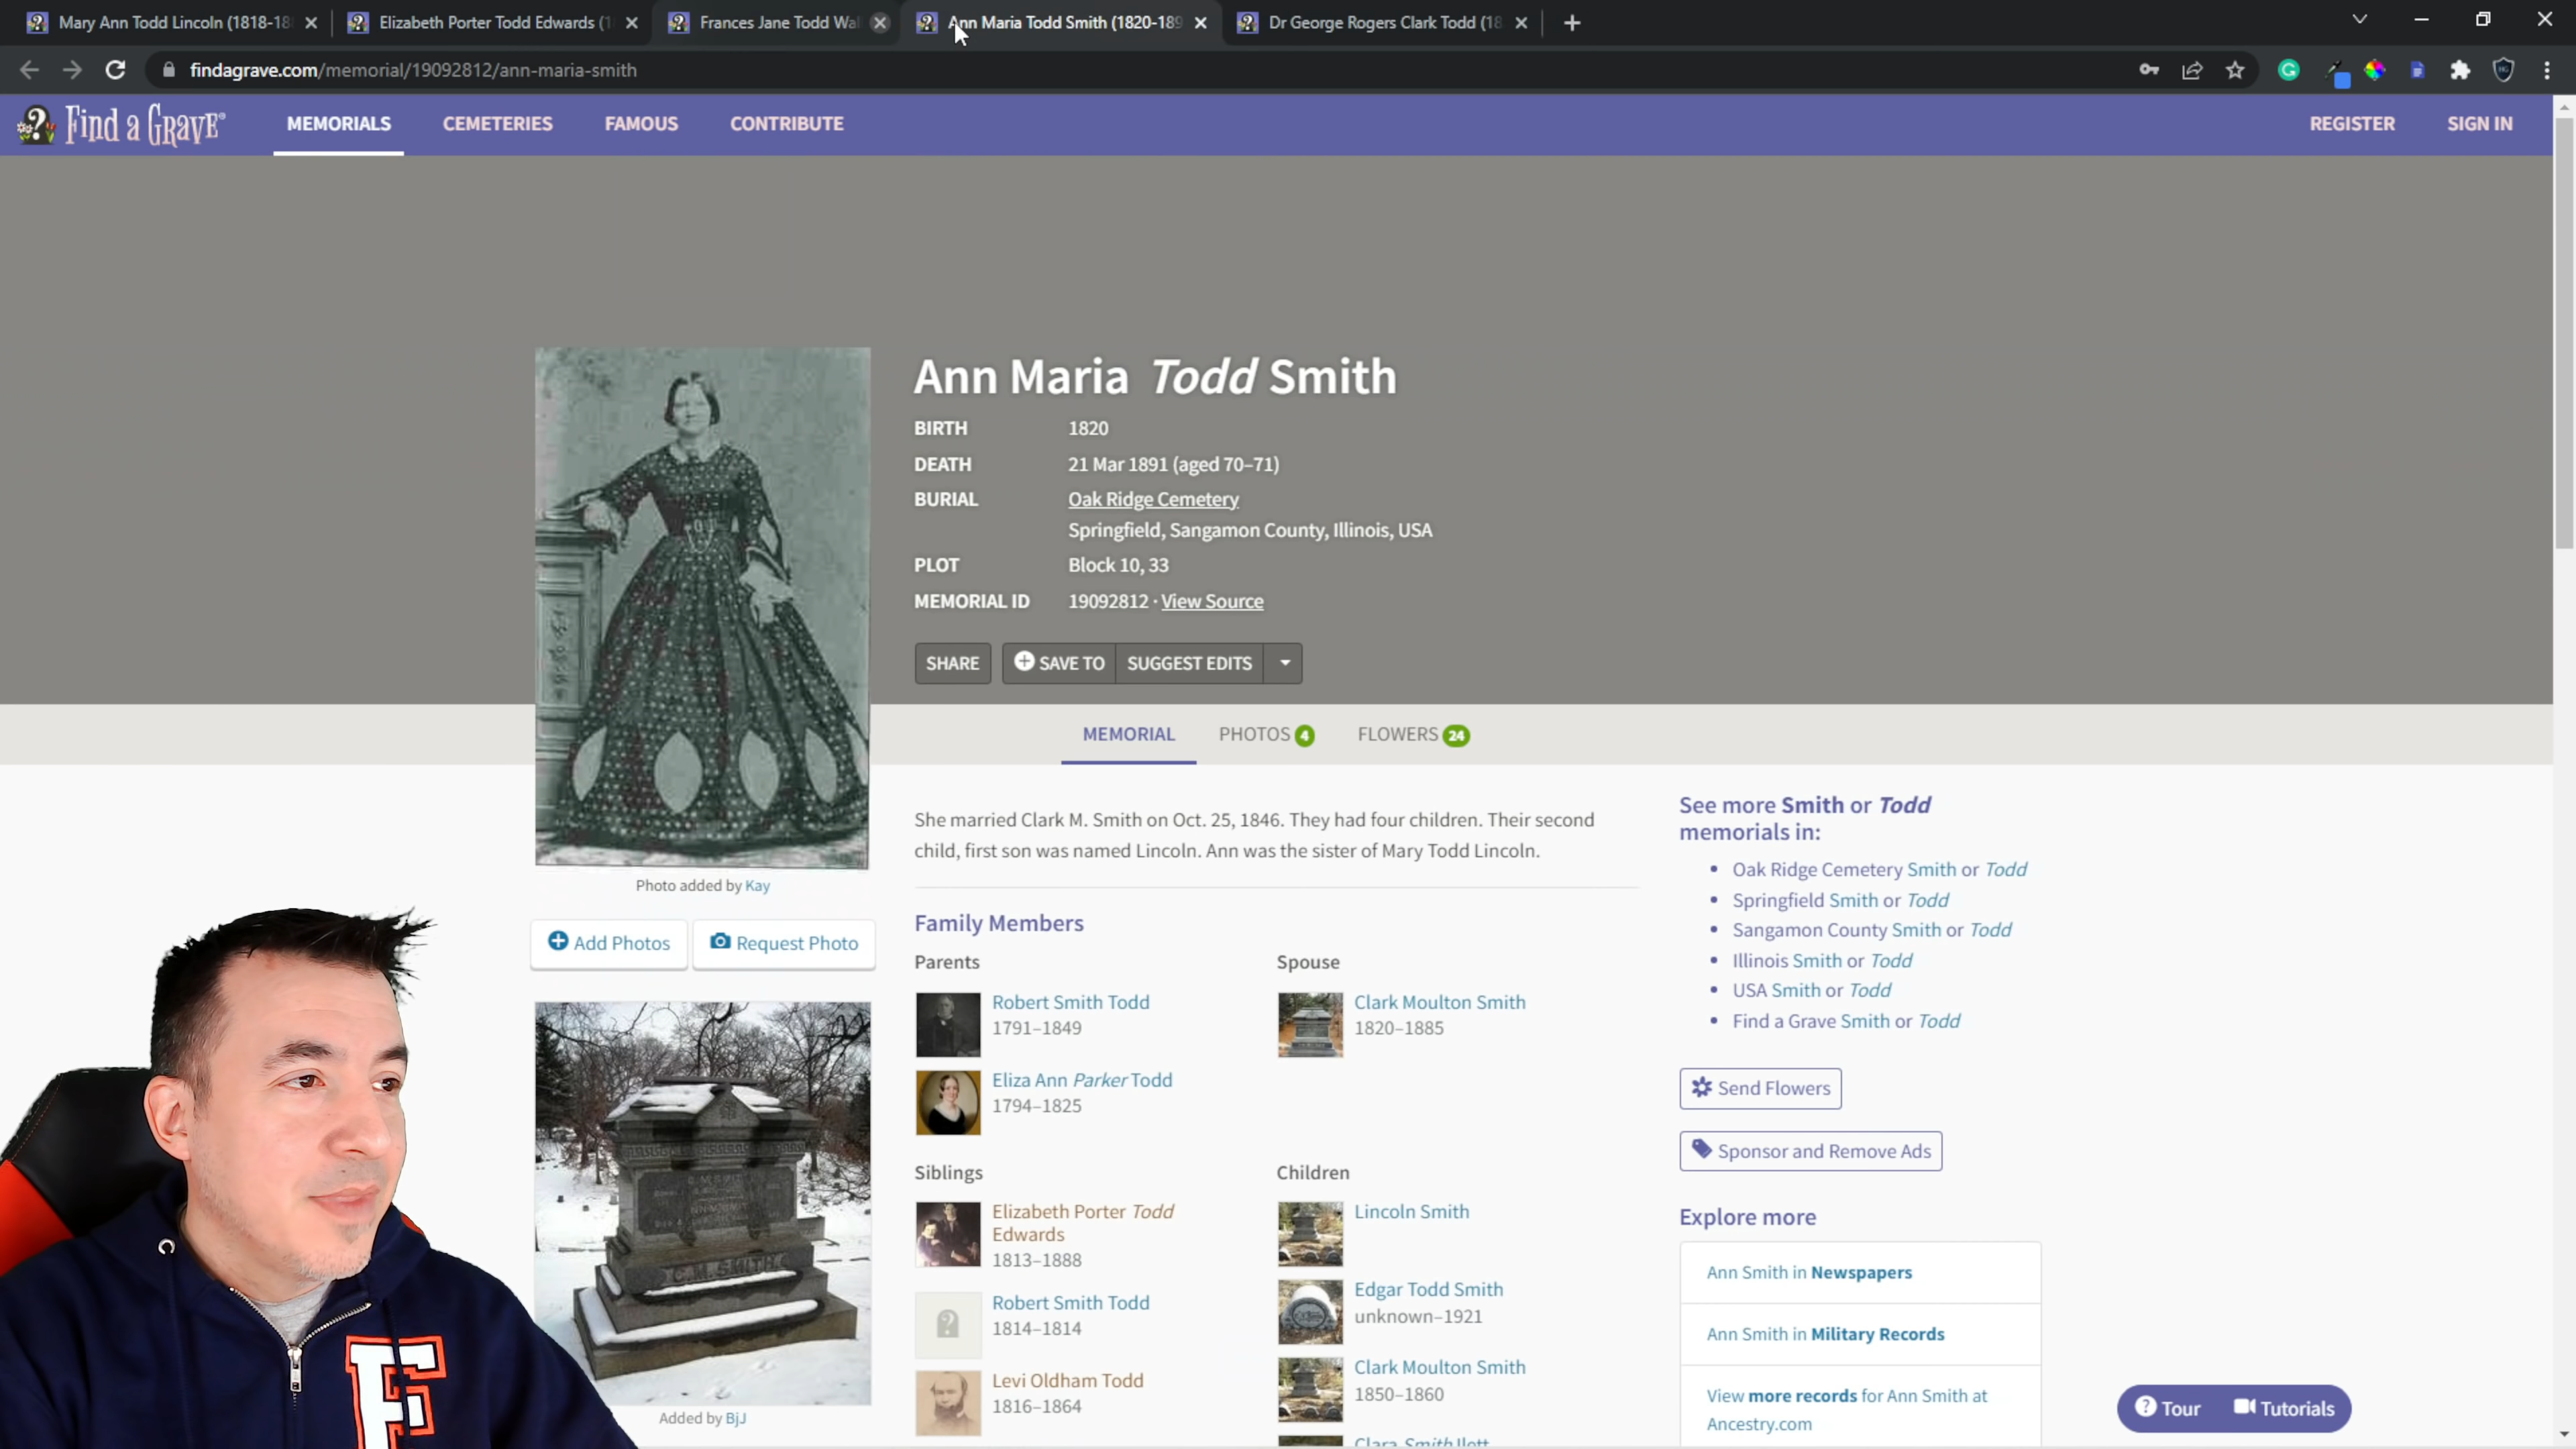 Mary Ann Todd Lincoln (1818-18
Elizabeth Porter Todd Edwards (1
Frances Jane Todd Wal
Ann Maria Todd Smith (1820-189
Dr George Rogers Clark Todd (18
findagrave.com/memorial/19092812/ann-maria-smith
Find a Grave®
MEMORIALS
CEMETERIES
FAMOUS
CONTRIBUTE
REGISTER
SIGN IN
Ann Maria Todd Smith
BIRTH 1820
DEATH 21 Mar 1891 (aged 70–71)
BURIAL Oak Ridge Cemetery
Springfield, Sangamon County, Illinois, USA
PLOT Block 10, 33
MEMORIAL ID 19092812 · View Source
SHARE
SAVE TO
SUGGEST EDITS
MEMORIAL
PHOTOS 4
FLOWERS 24
Photo added by Kay
Add Photos
Request Photo
C.M. SMITH
Added by BjJ
She married Clark M. Smith on Oct. 25, 1846. They had four children. Their second
child, first son was named Lincoln. Ann was the sister of Mary Todd Lincoln.
Family Members
Parents
Robert Smith Todd
1791–1849
Eliza Ann Parker Todd
1794–1825
Spouse
Clark Moulton Smith
1820–1885
Siblings
Elizabeth Porter Todd
Edwards
1813–1888
Robert Smith Todd
1814–1814
Levi Oldham Todd
1816–1864
Children
Lincoln Smith
Edgar Todd Smith
unknown–1921
Clark Moulton Smith
1850–1860
Clara Smith Ilett
See more Smith or Todd
memorials in:
Oak Ridge Cemetery Smith or Todd
Springfield Smith or Todd
Sangamon County Smith or Todd
Illinois Smith or Todd
USA Smith or Todd
Find a Grave Smith or Todd
Send Flowers
Sponsor and Remove Ads
Explore more
Ann Smith in Newspapers
Ann Smith in Military Records
View more records for Ann Smith at
Ancestry.com
Tour
Tutorials
F